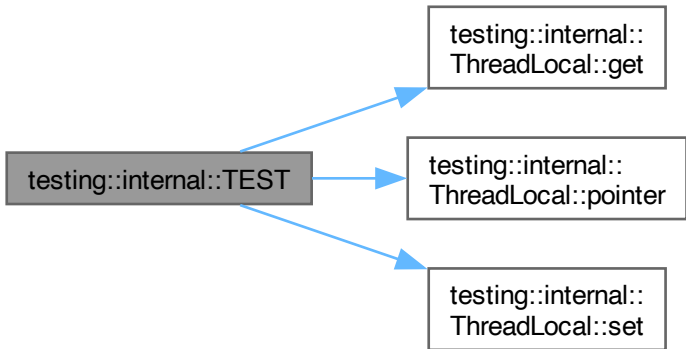 testing::internal::TEST
testing::internal::
ThreadLocal::get
testing::internal::
ThreadLocal::pointer
testing::internal::
ThreadLocal::set